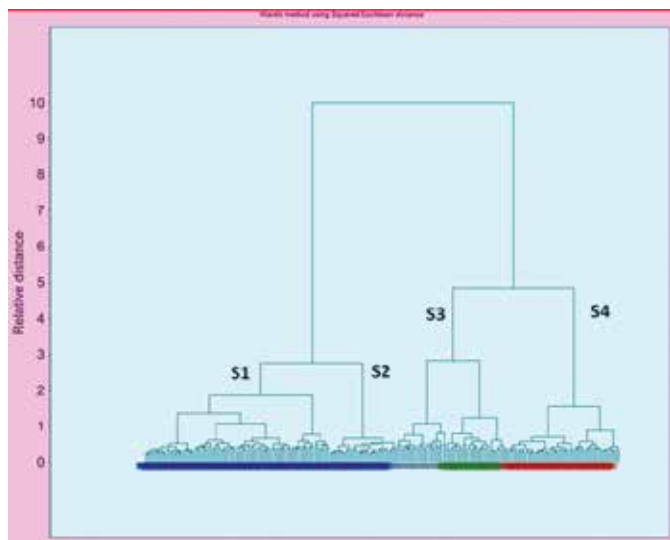 Wards method using Squared Euclidean distance
10
9
8
7
6
5
4
3
2
1
0
Relative distance
S1
S2
S3
S4